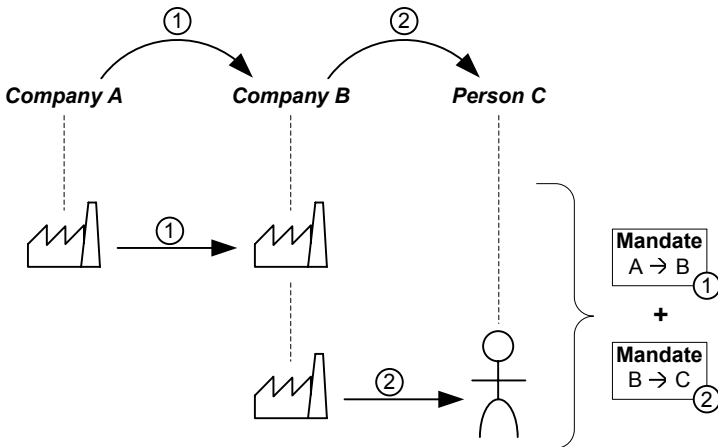 1 2
Company A Company B Person C
1
Mandate
A → B
1
+
2
Mandate
B → C
2